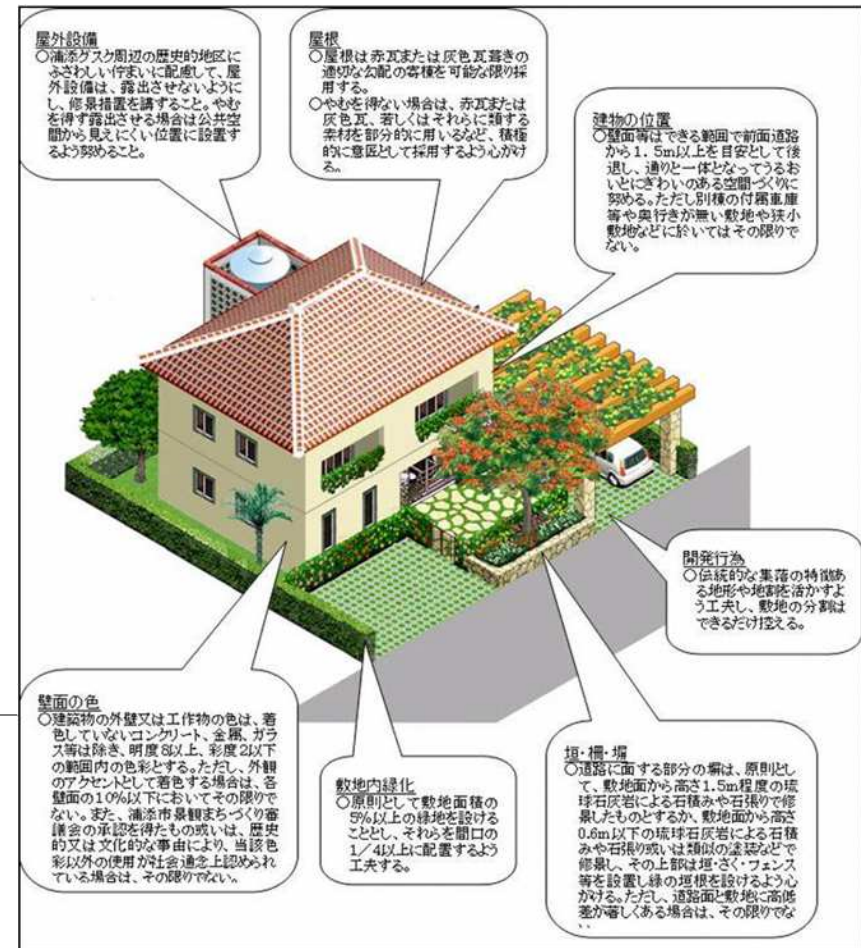 屋外設備
○浦添グスク周辺の歴史的地区に
ふさわしい佇まいに配慮して、屋
外設備は、露出させないように
し、修景措置を講ずること。やむ
を得ず露出させる場合は公共空
間から見えにくい位置に設置す
るよう努めること。
屋根
○屋根は赤瓦または灰色瓦葺きの
適切な勾配の寄棟を可能な限り採
用する。
○やむを得ない場合は、赤瓦または
灰色瓦、若しくはそれらに類する
素材を部分的に用いるなど、積極
的に意匠として採用するよう心がけ
る。
建物の位置
○壁面等はできる範囲で前面道路
から1.5m以上を目安として後
退し、通りと一体となってうるお
いとにぎわいのある空間づくりに
努める。ただし別棟の付属車庫
等や奥行きが無い敷地や狭小
敷地などに於いてはその限りで
ない。
開発行為
○伝統的な集落の特徴あ
る地形や地割を活かすよ
う工夫し、敷地の分割は
できるだけ控える。
壁面の色
○建築物の外壁又は工作物の色は、着
色していないコンクリート、金属、ガラ
ス等は除き、明度8以上、彩度2以下
の範囲内の色彩とする。ただし、外観
のアクセントとして着色する場合は、各
壁面の10%以下においてその限りで
ない。また、浦添市景観まちづくり審
議会の承認を得たもの或いは、歴史
的又は文化的な事由により、当該色
彩以外の使用が社会通念上認められ
ている場合は、その限りでない。
敷地内緑化
○原則として敷地面積の
5%以上の緑地を設ける
こととし、それらを間口の
1/4以上に配置するよう
工夫する。
垣・柵・塀
○道路に面する部分の塀は、原則とし
て、敷地面から高さ1.5m程度の琉
球石灰岩による石積みや石張りで修
景したものとするか、敷地面から高さ
0.6m以下の琉球石灰岩による石積
みや石張り或いは類似の塗装などで
修景し、その上部は垣・さく・フェンス
等を設置し緑の垣根を設けるよう心
がける。ただし、道路面と敷地に高低
差が著しくある場合は、その限りでな
い